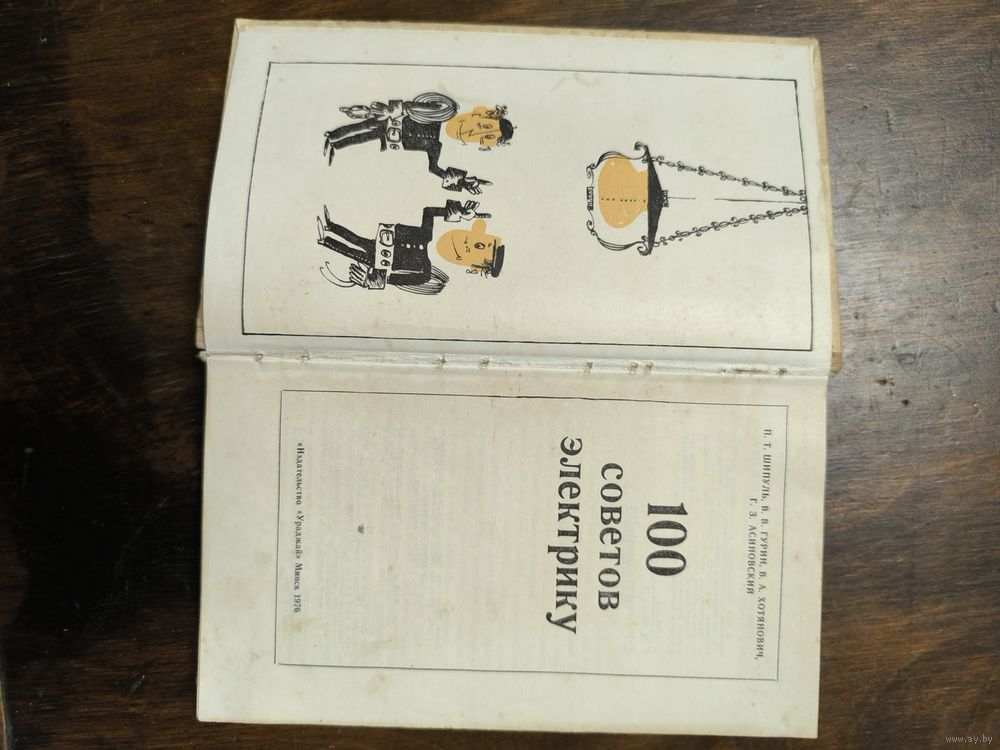 П. Т. ШИПУЛЬ, В. В. ГУРИН, В. А. ХОТЯНОВИЧ,
Г. З. АСИНОВСКИЙ
100
советов
электрику
«Издательство «Ураджай» Минск 1976
www.ay.by